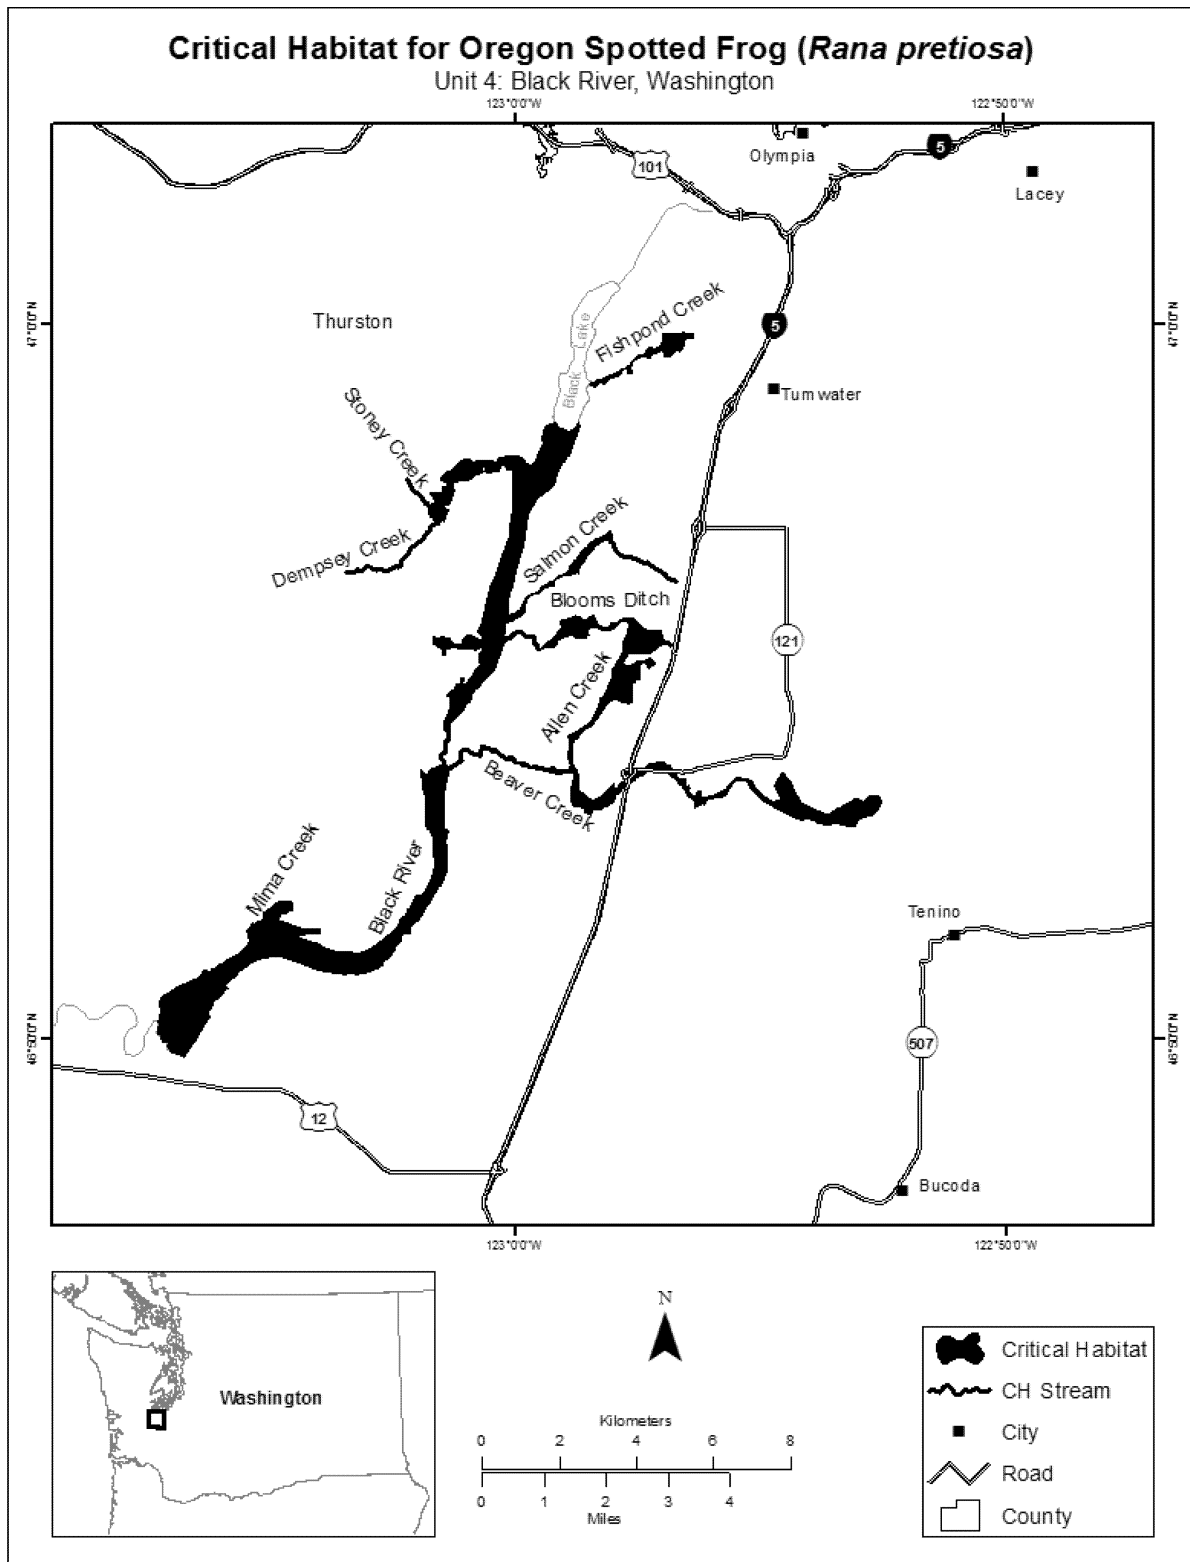 Critical Habitat for Oregon Spotted Frog (Rana pretiosa)
Unit 4: Black River, Washington
123°0'0"W
122°50'0"W
Olympia
5
101
Lacey
47°0'0"N
47°0'0"N
Thurston
Black Lake
Fishpond Creek
5
Tumwater
Stoney Creek
Dempsey Creek
Salmon Creek
Blooms Ditch
121
Allen Creek
Beaver Creek
Mima Creek
Black River
Tenino
46°50'0"N
46°50'0"N
507
12
Bucoda
123°0'0"W
122°50'0"W
Washington
N
Kilometers
0 2 4 6 8
0 1 2 3 4
Miles
Critical Habitat
CH Stream
City
Road
County